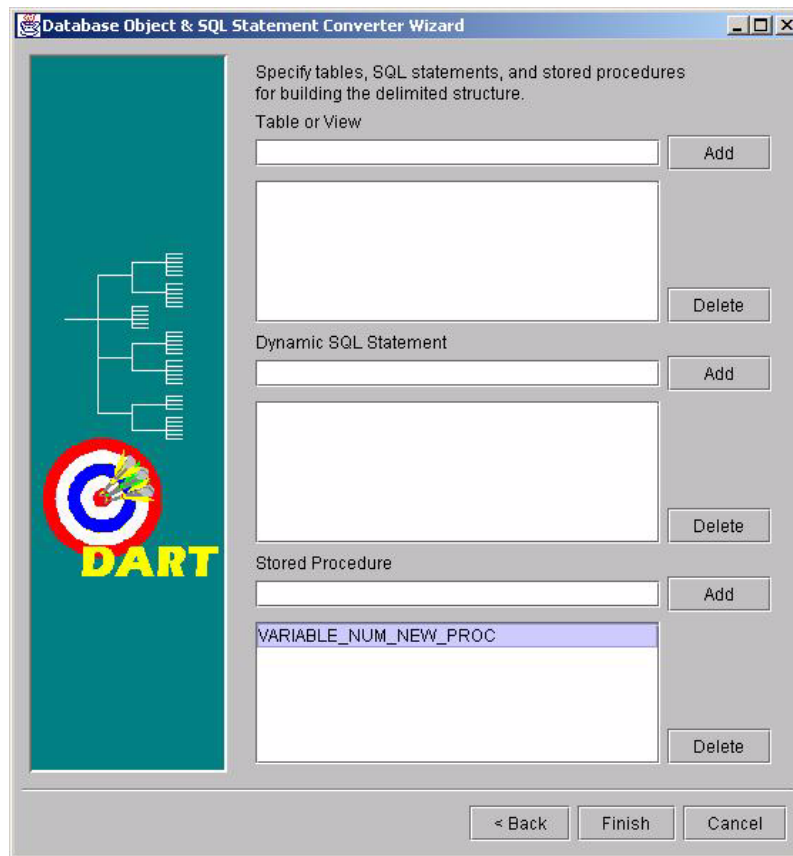 Database Object & SQL Statement Converter Wizard
Specify tables, SQL statements, and stored procedures
for building the delimited structure.
Table or View
Add
Delete
Dynamic SQL Statement
Add
Delete
DART
Stored Procedure
Add
VARIABLE_NUM_NEW_PROC
Delete
< Back
Finish
Cancel